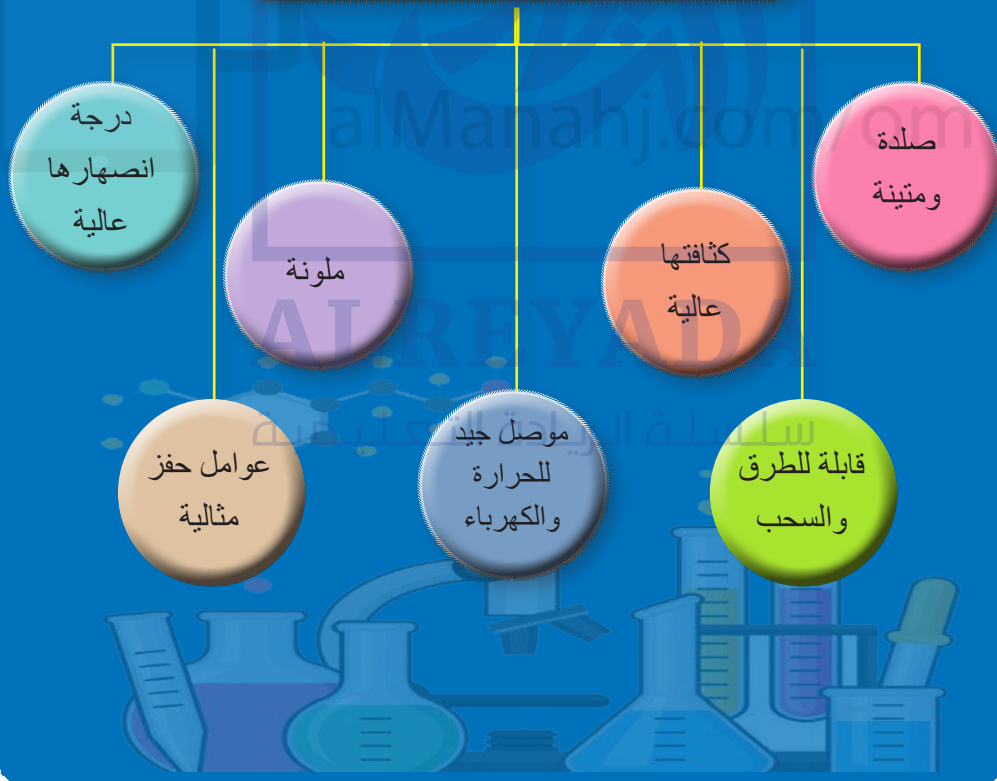 alManahj.com/om
صلدة
ومتينة
كثافتها
عالية
ملونة
درجة
انصهارها
عالية
ALREYADA
سلسلة الريادة التعليمية
قابلة للطرق
والسحب
موصل جيد
للحرارة
والكهرباء
عوامل حفز
مثالية